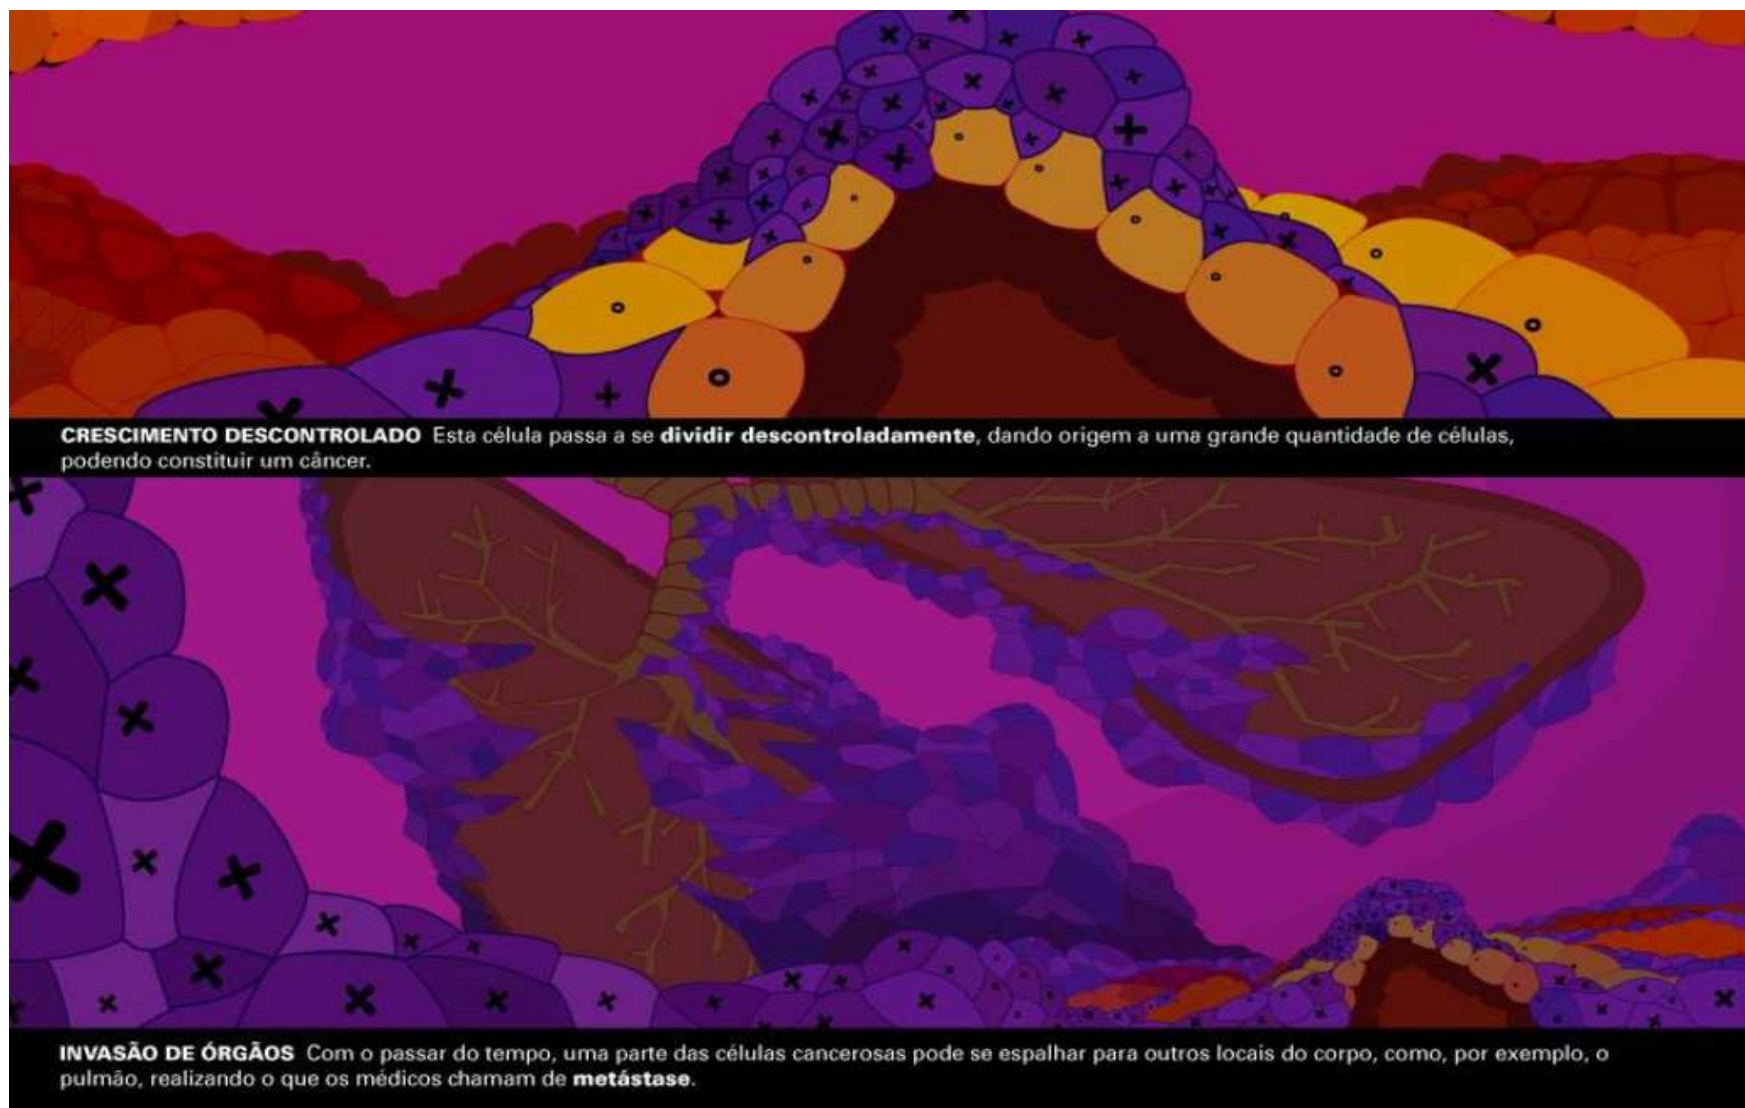 CRESCIMENTO DESCONTROLADO Esta célula passa a se dividir descontroladamente, dando origem a uma grande quantidade de células,
podendo constituir um câncer.
INVASÃO DE ÓRGÃOS Com o passar do tempo, uma parte das células cancerosas pode se espalhar para outros locais do corpo, como, por exemplo, o
pulmão, realizando o que os médicos chamam de metástase.